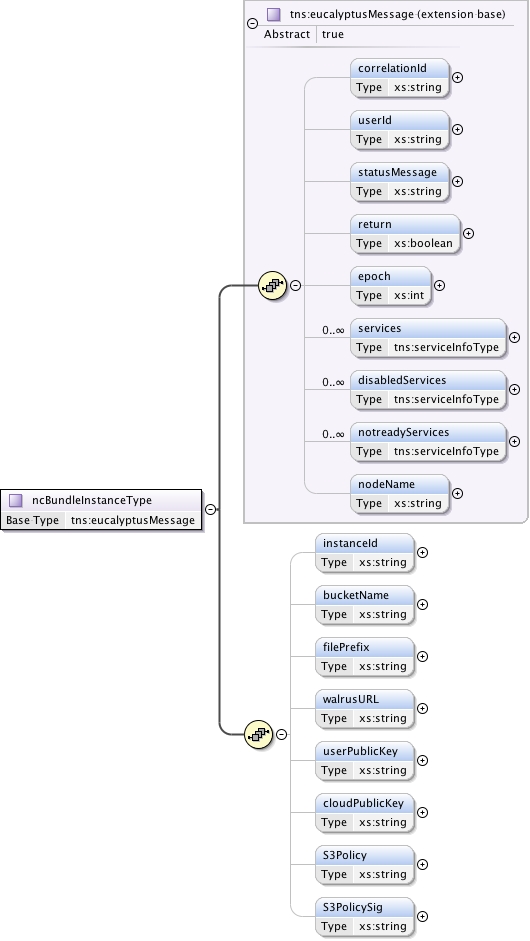 tns:eucalyptusMessage (extension base)
Abstract true
correlationId
Type xs:string
userId
Type xs:string
statusMessage
Type xs:string
return
Type xs:boolean
epoch
Type xs:int
0..∞ services
Type tns:serviceInfoType
0..∞ disabledServices
Type tns:serviceInfoType
0..∞ notreadyServices
Type tns:serviceInfoType
nodeName
Type xs:string
ncBundleInstanceType
Base Type tns:eucalyptusMessage
instanceId
Type xs:string
bucketName
Type xs:string
filePrefix
Type xs:string
walrusURL
Type xs:string
userPublicKey
Type xs:string
cloudPublicKey
Type xs:string
S3Policy
Type xs:string
S3PolicySig
Type xs:string